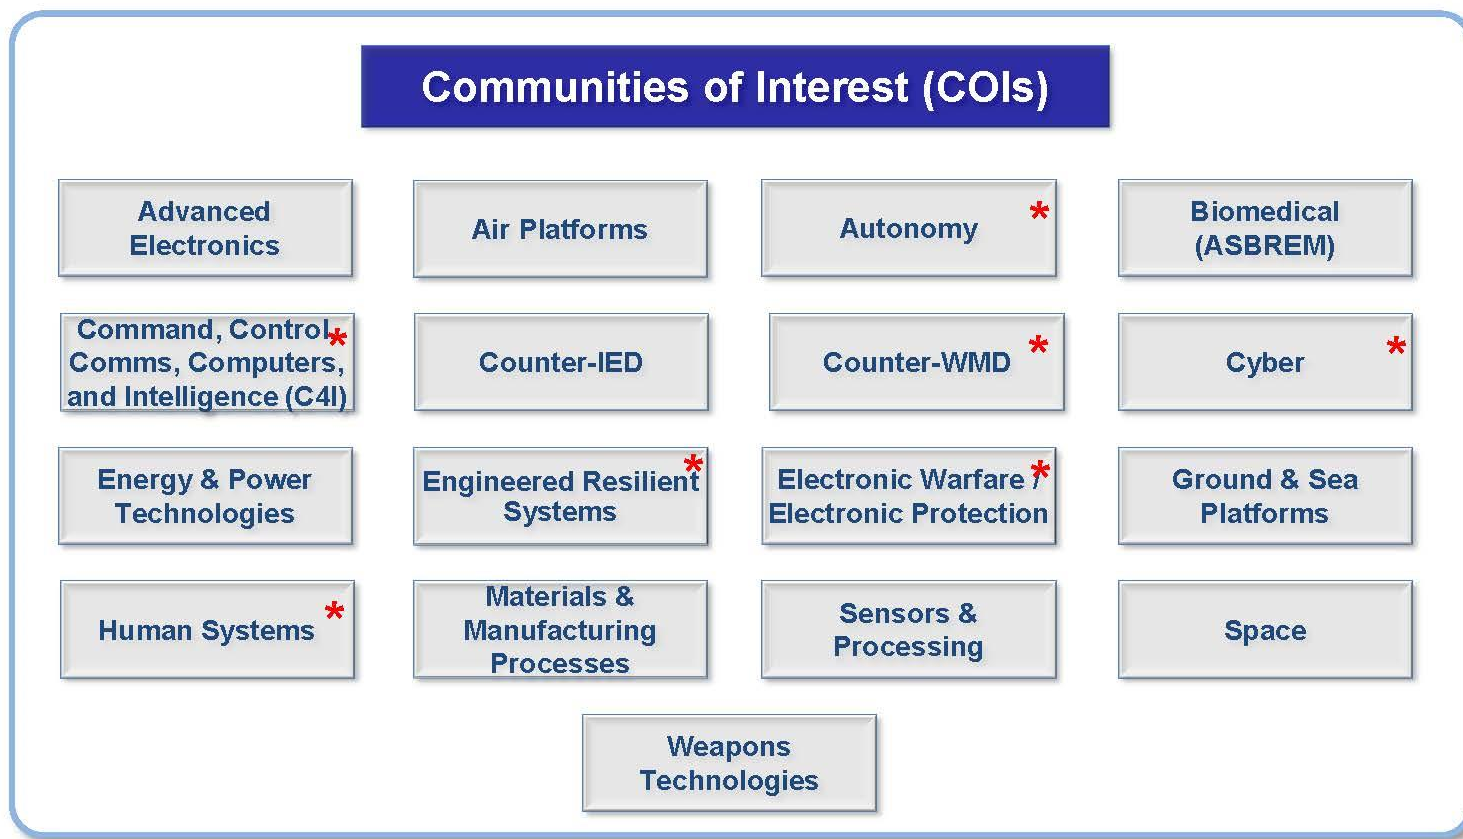 Communities of Interest (COIs)
Advanced
Electronics
Air Platforms
Autonomy *
Biomedical
(ASBREM)
Command, Control, *
Comms, Computers,
and Intelligence (C4I)
Counter-IED
Counter-WMD *
Cyber *
Energy & Power
Technologies
Engineered Resilient *
Systems
Electronic Warfare / *
Electronic Protection
Ground & Sea
Platforms
Human Systems *
Materials &
Manufacturing
Processes
Sensors &
Processing
Space
Weapons
Technologies